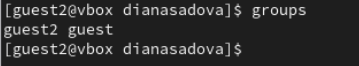 [guest2@vbox dianasadova]$ groups
guest2 guest
[guest2@vbox dianasadova]$